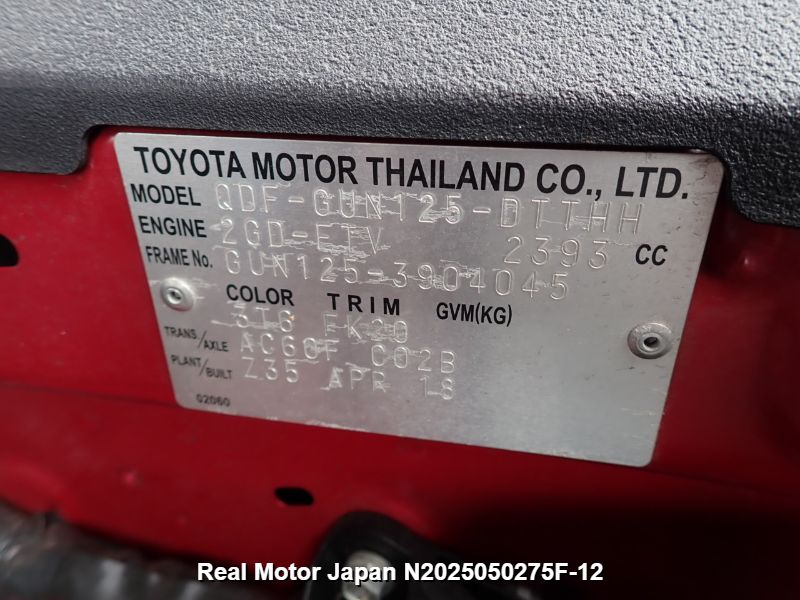 TOYOTA MOTOR THAILAND CO., LTD.
MODEL QDF-GUN125-DTTHH
ENGINE 2GD-FTV 2393 CC
FRAME No. GUN125-3904045
COLOR TRIM GVM(KG)
3T6 FK20
TRANS/AXLE AC60F C02B
PLANT/BUILT Z35 APR 18
02060
Real Motor Japan N2025050275F-12